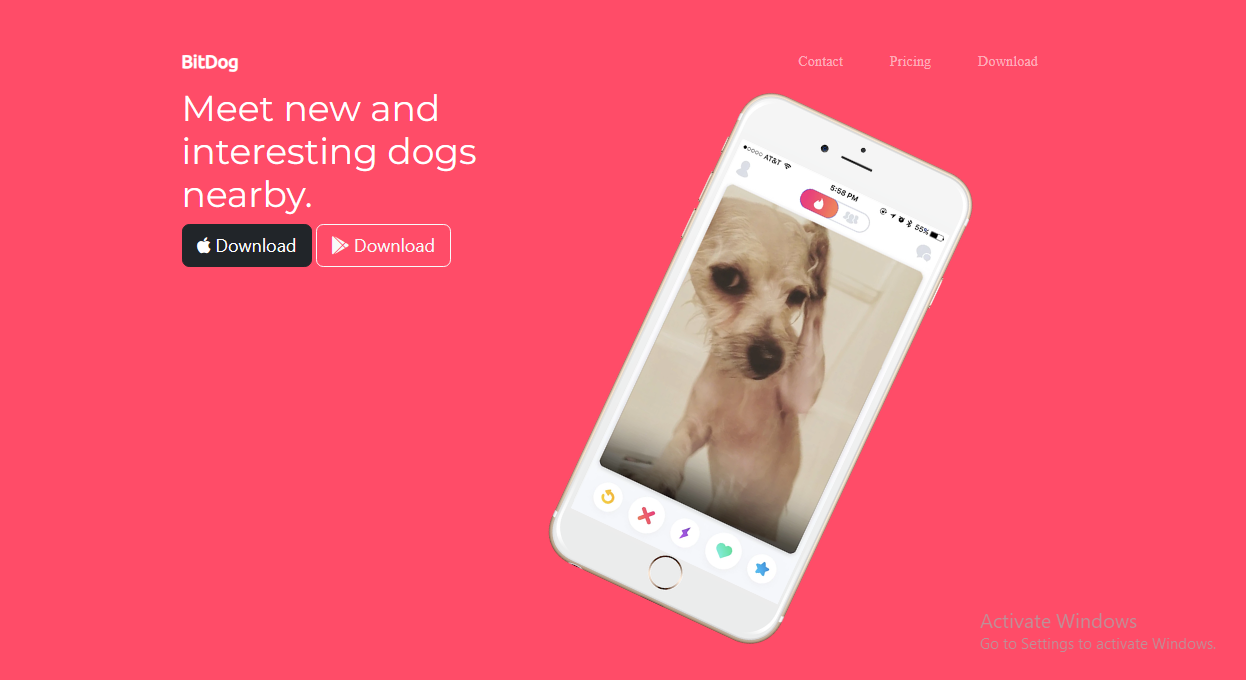 BitDog
Contact Pricing Download
Meet new and
interesting dogs
nearby.
Download Download
AT&T 5:58 PM 55%
Activate Windows
Go to Settings to activate Windows.